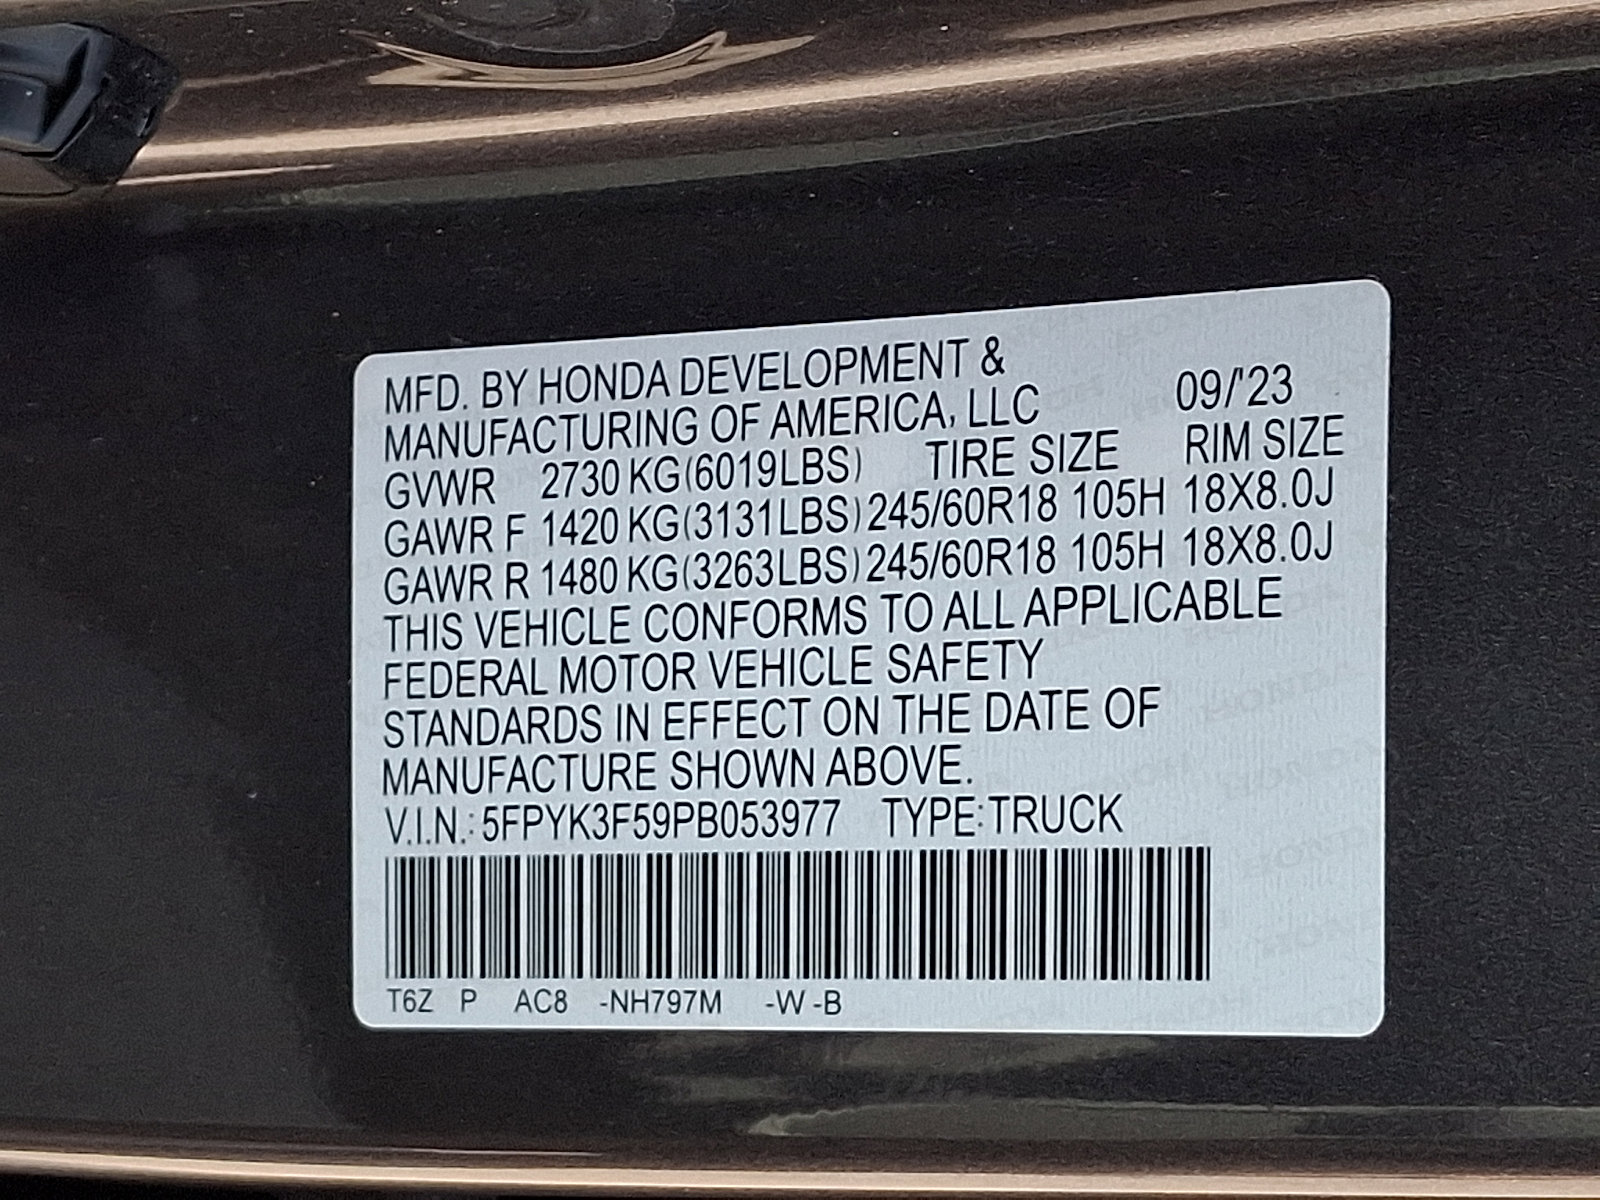 MFD. BY HONDA DEVELOPMENT &
MANUFACTURING OF AMERICA, LLC 09/'23
GVWR 2730 KG(6019LBS) TIRE SIZE RIM SIZE
GAWR F 1420 KG(3131LBS) 245/60R18 105H 18X8.0J
GAWR R 1480 KG(3263LBS) 245/60R18 105H 18X8.0J
THIS VEHICLE CONFORMS TO ALL APPLICABLE
FEDERAL MOTOR VEHICLE SAFETY
STANDARDS IN EFFECT ON THE DATE OF
MANUFACTURE SHOWN ABOVE.
V.I.N.: 5FPYK3F59PB053977 TYPE:TRUCK
T6Z P AC8 -NH797M -W -B